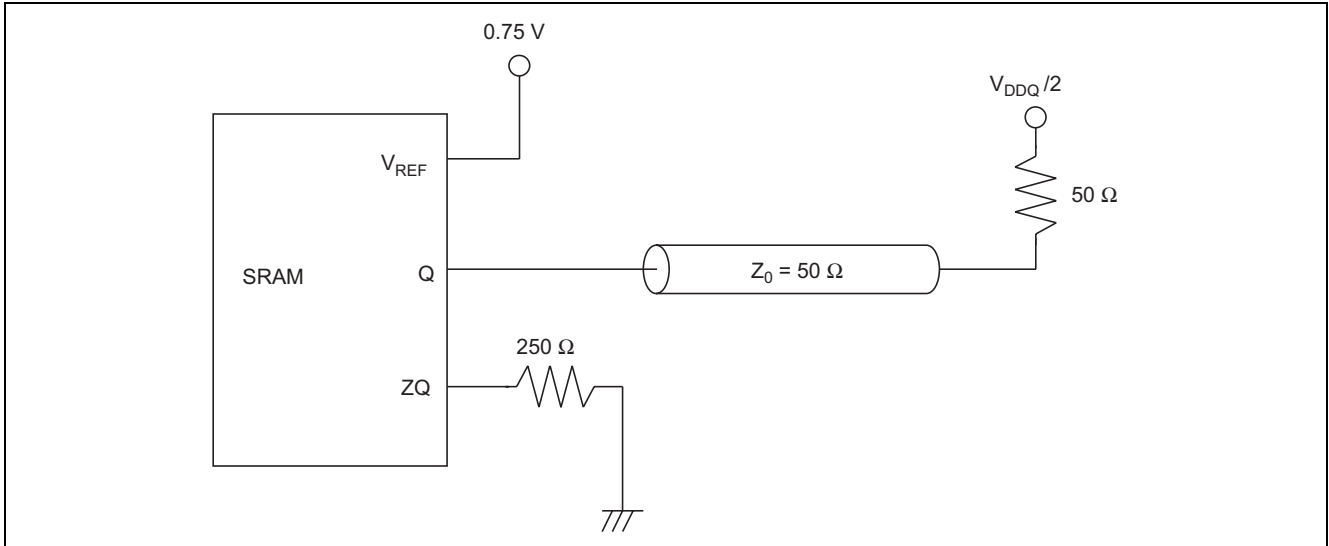 0.75 V
V_DDQ /2
V_REF
50 Ω
SRAM
Q
Z_0 = 50 Ω
250 Ω
ZQ